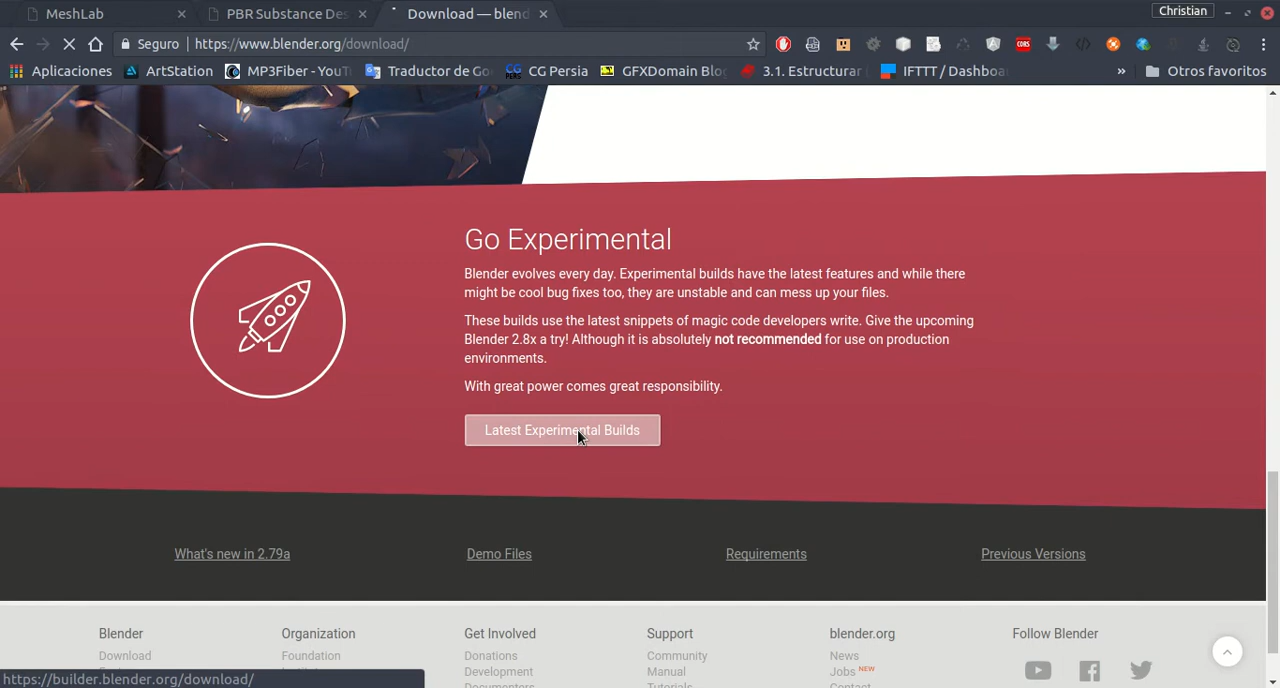 MeshLab
PBR Substance Des
Download — blend
Christian
Seguro
https://www.blender.org/download/
CORS
Aplicaciones
ArtStation
MP3Fiber - YouT
Traductor de Go
CG Persia
GFXDomain Blog
3.1. Estructurar
IFTTT / Dashboa
»
Otros favoritos
Go Experimental
Blender evolves every day. Experimental builds have the latest features and while there
might be cool bug fixes too, they are unstable and can mess up your files.
These builds use the latest snippets of magic code developers write. Give the upcoming
Blender 2.8x a try! Although it is absolutely not recommended for use on production
environments.
With great power comes great responsibility.
Latest Experimental Builds
What's new in 2.79a
Demo Files
Requirements
Previous Versions
Blender
Organization
Get Involved
Support
blender.org
Follow Blender
Download
Foundation
Donations
Community
News
Development
Manual
Jobs NEW
https://builder.blender.org/download/
Tutorials
Contact